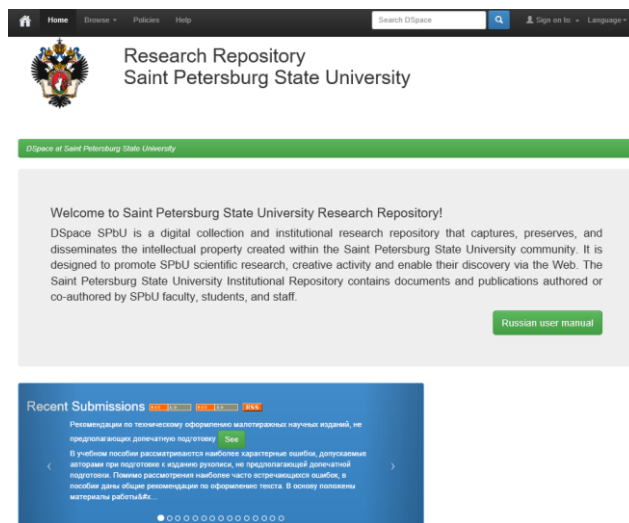 Home Browse Policies Help Search DSpace Sign on to: Language
Research Repository
Saint Petersburg State University
DSpace at Saint Petersburg State University
Welcome to Saint Petersburg State University Research Repository!
DSpace SPbU is a digital collection and institutional research repository that captures, preserves, and
disseminates the intellectual property created within the Saint Petersburg State University community. It is
designed to promote SPbU scientific research, creative activity and enable their discovery via the Web. The
Saint Petersburg State University Institutional Repository contains documents and publications authored or
co-authored by SPbU faculty, students, and staff.
Russian user manual
Recent Submissions RSS
Рекомендации по техническому оформлению малотиражных научных изданий, не
предполагающих допечатную подготовку See
В учебном пособии рассматриваются наиболее характерные ошибки, допускаемые
авторами при подготовке к изданию рукописи, не предполагающей допечатной
подготовки. Помимо рассмотрения наиболее часто встречающихся ошибок, в
пособии даны общие рекомендации по оформлению текста. В основу положены
материалы работы&#x...